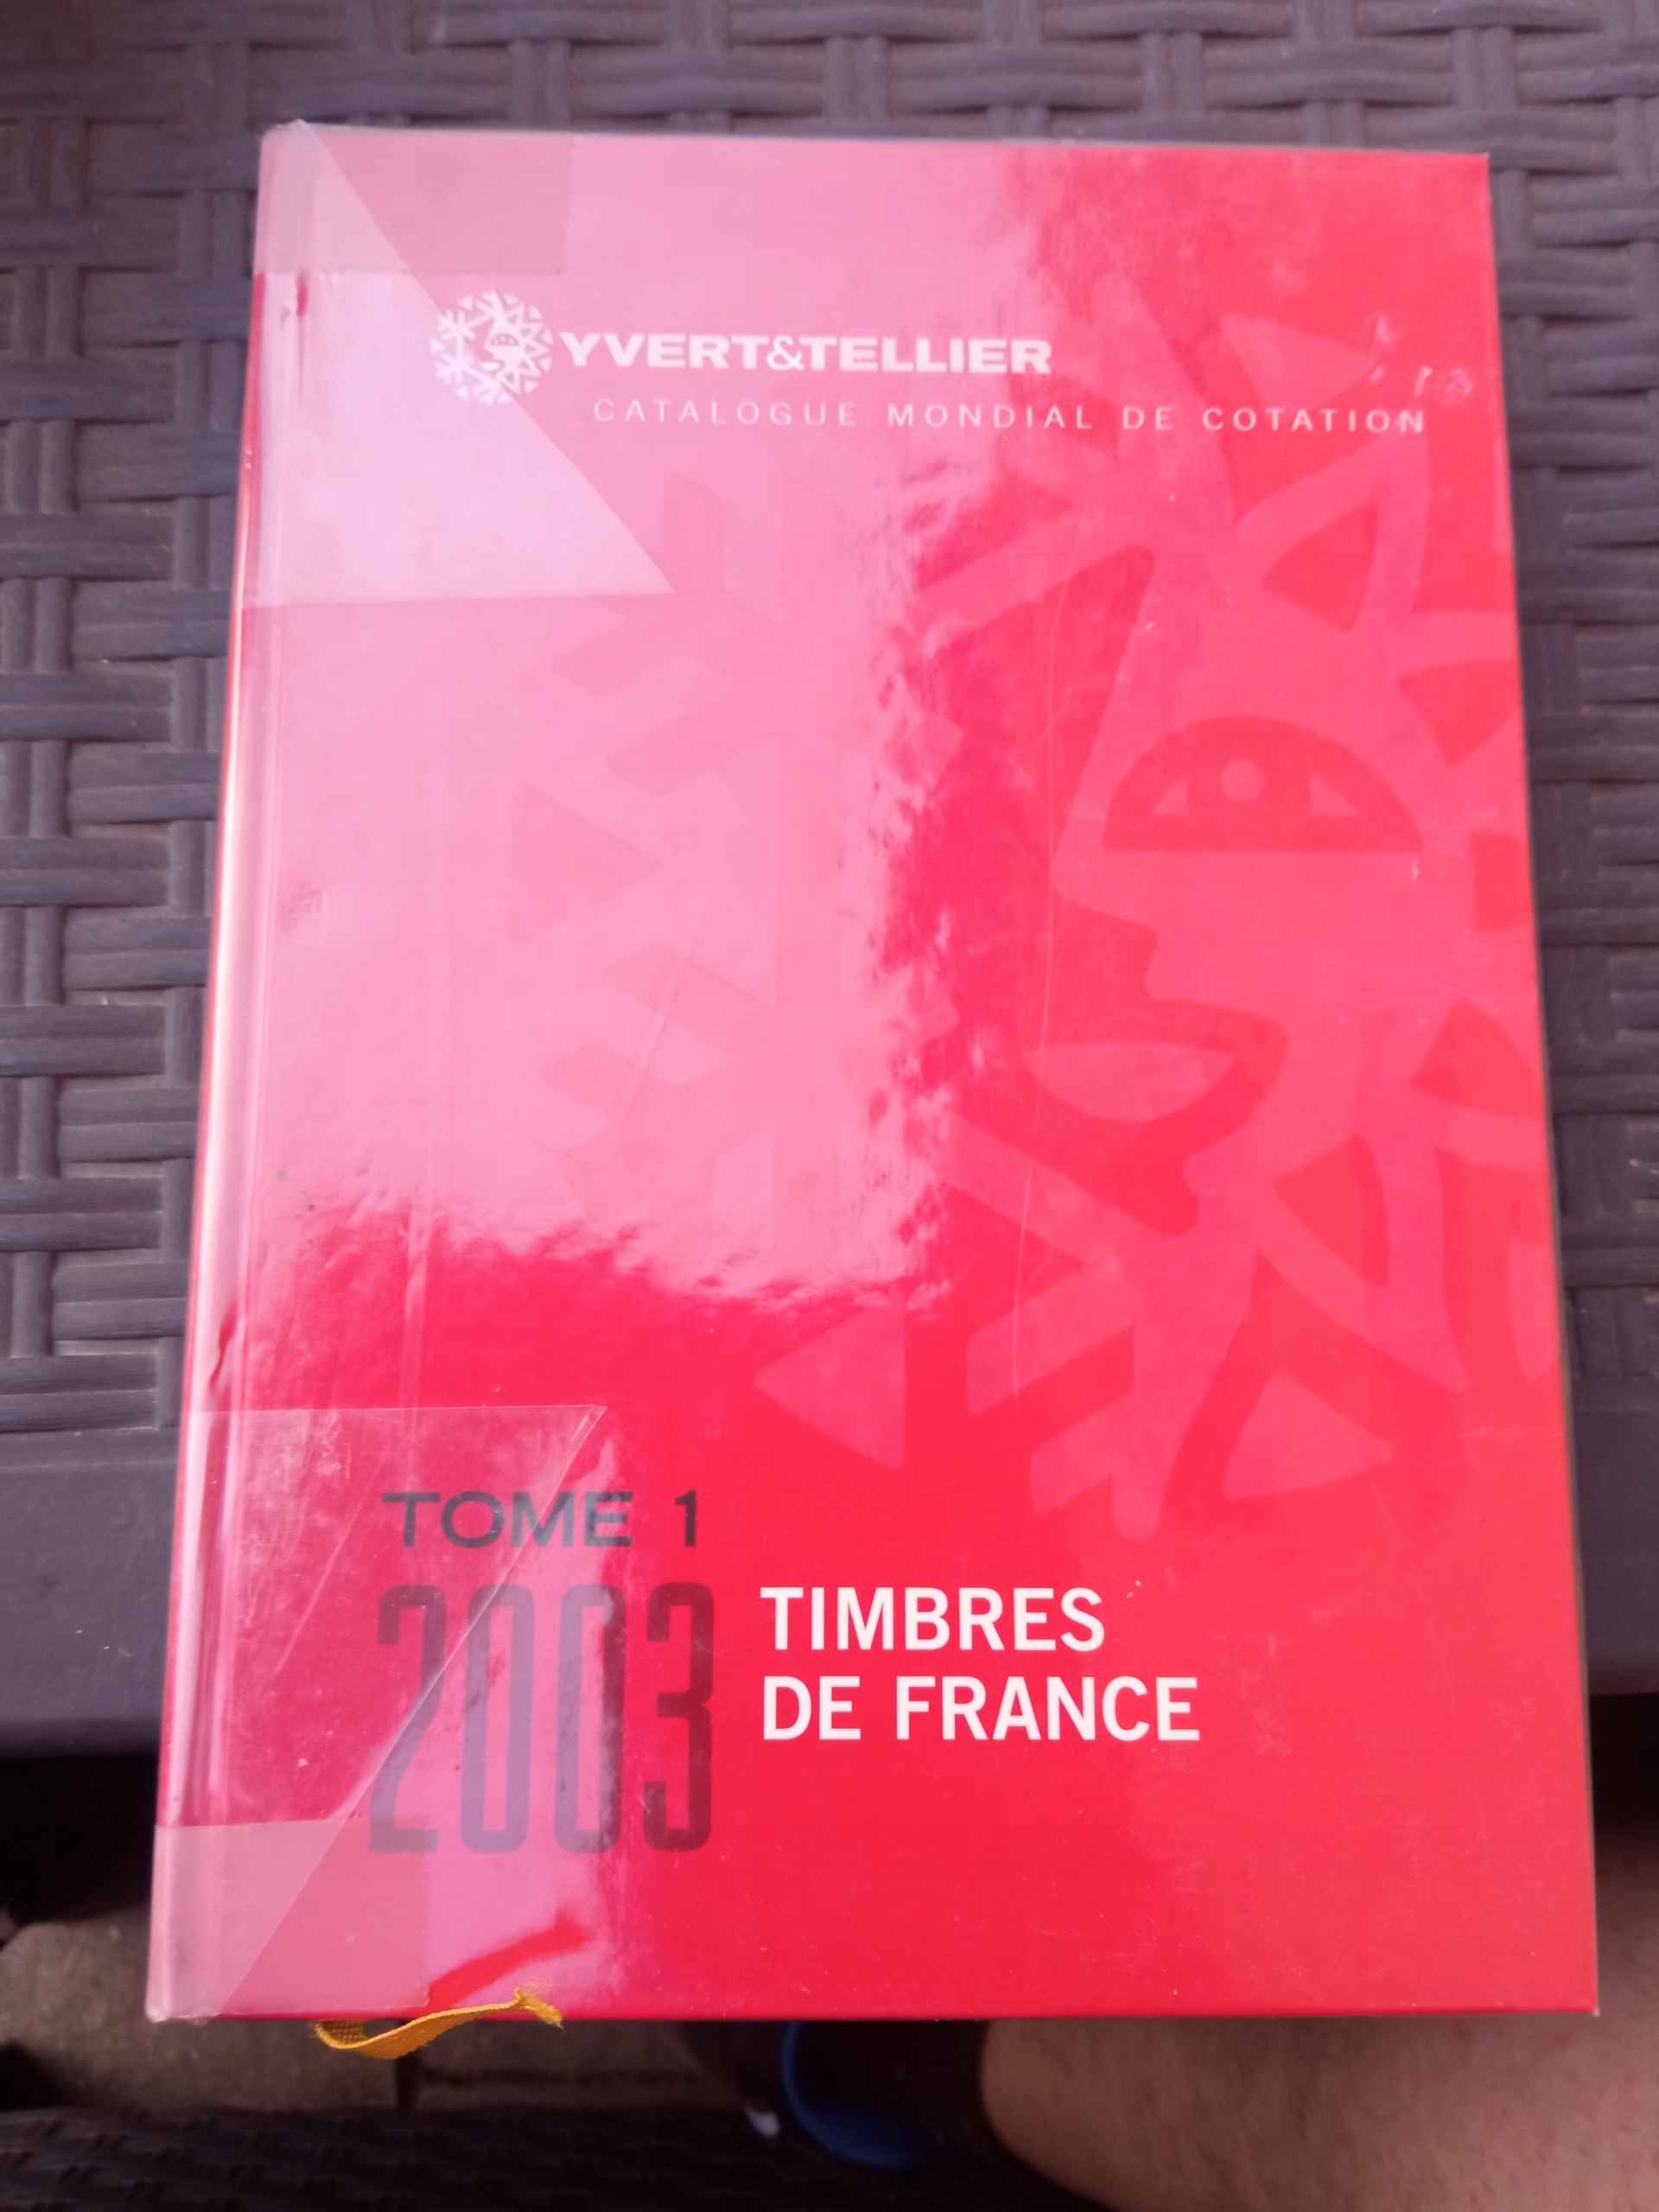 YVERT&TELLIER
CATALOGUE MONDIAL DE COTATION
TOME 1
2003
TIMBRES
DE FRANCE